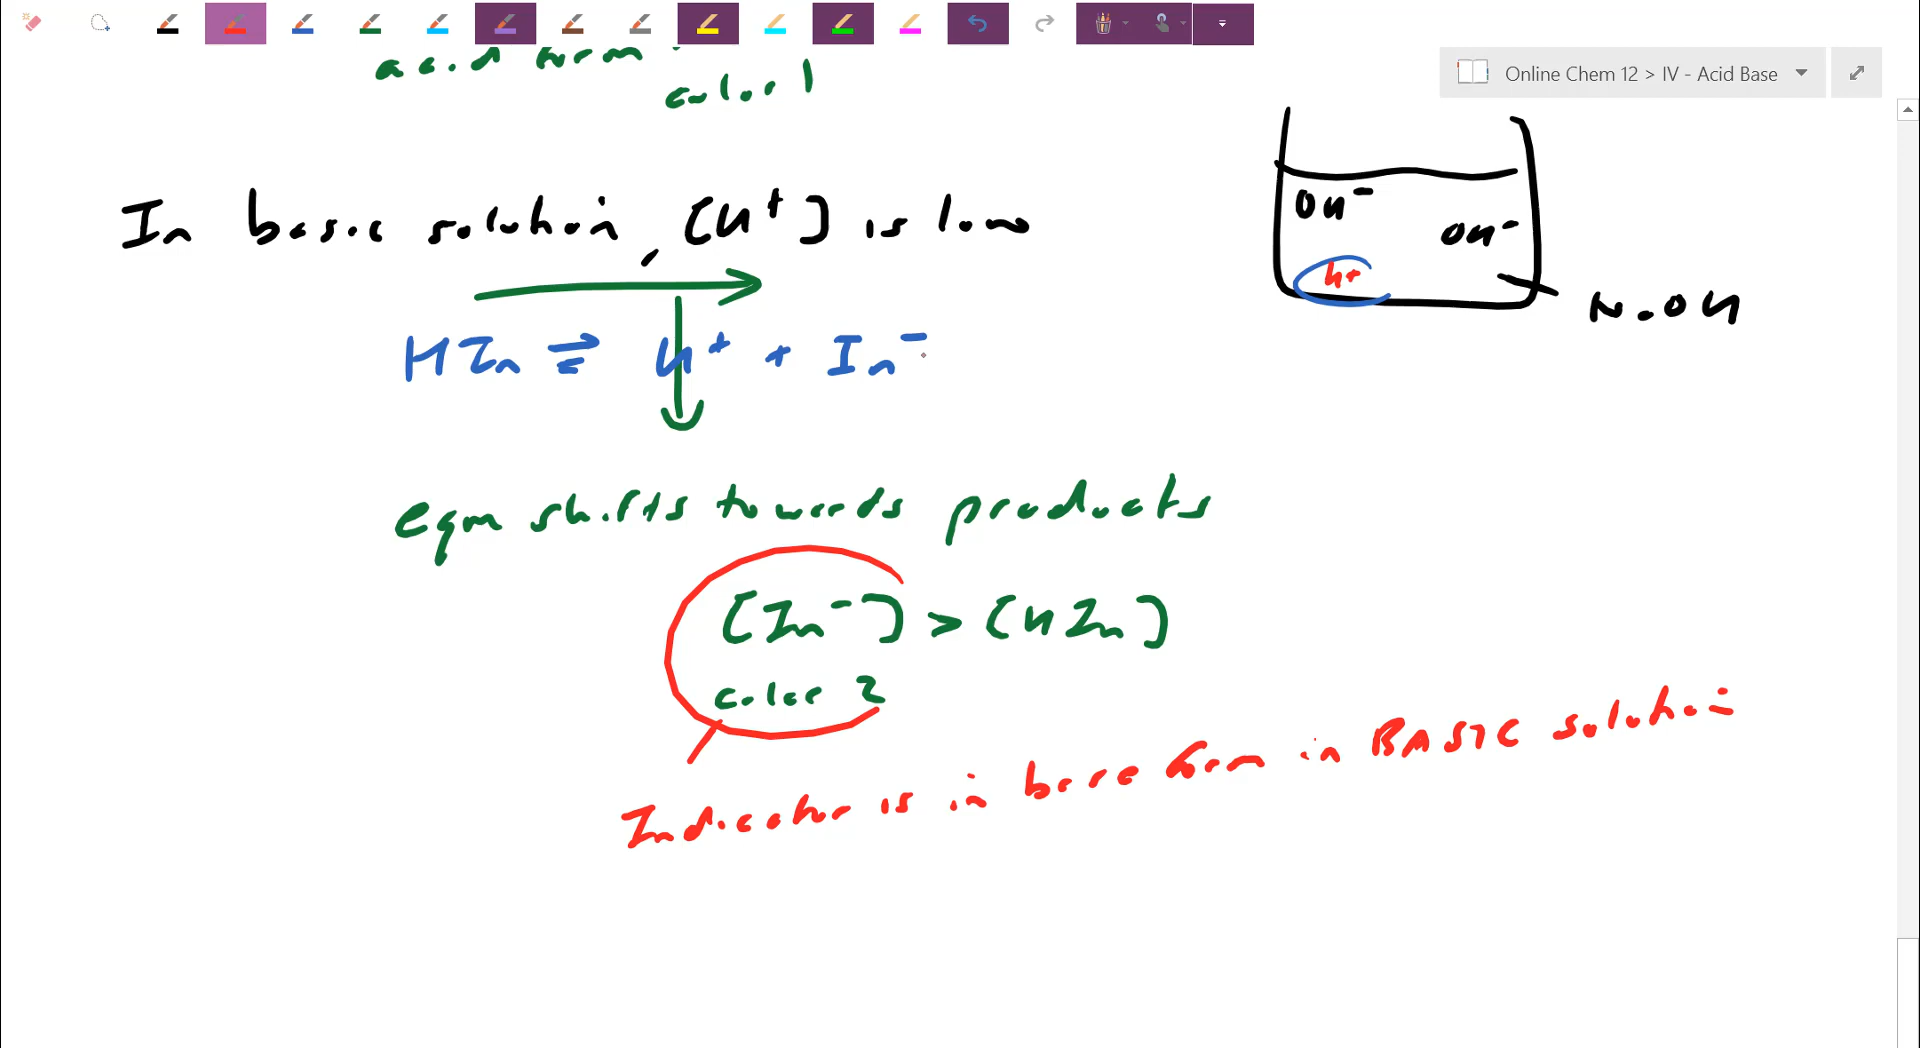 acid form :
color 1
Online Chem 12 > IV - Acid Base
In basic solution, [H⁺] is low
OH⁻
OH⁻
H+
NaOH
HIn ⇌ H⁺ + In⁻
eqm shifts towards products
[In⁻] > [HIn]
color 2
Indicator is in base form in BASIC solution